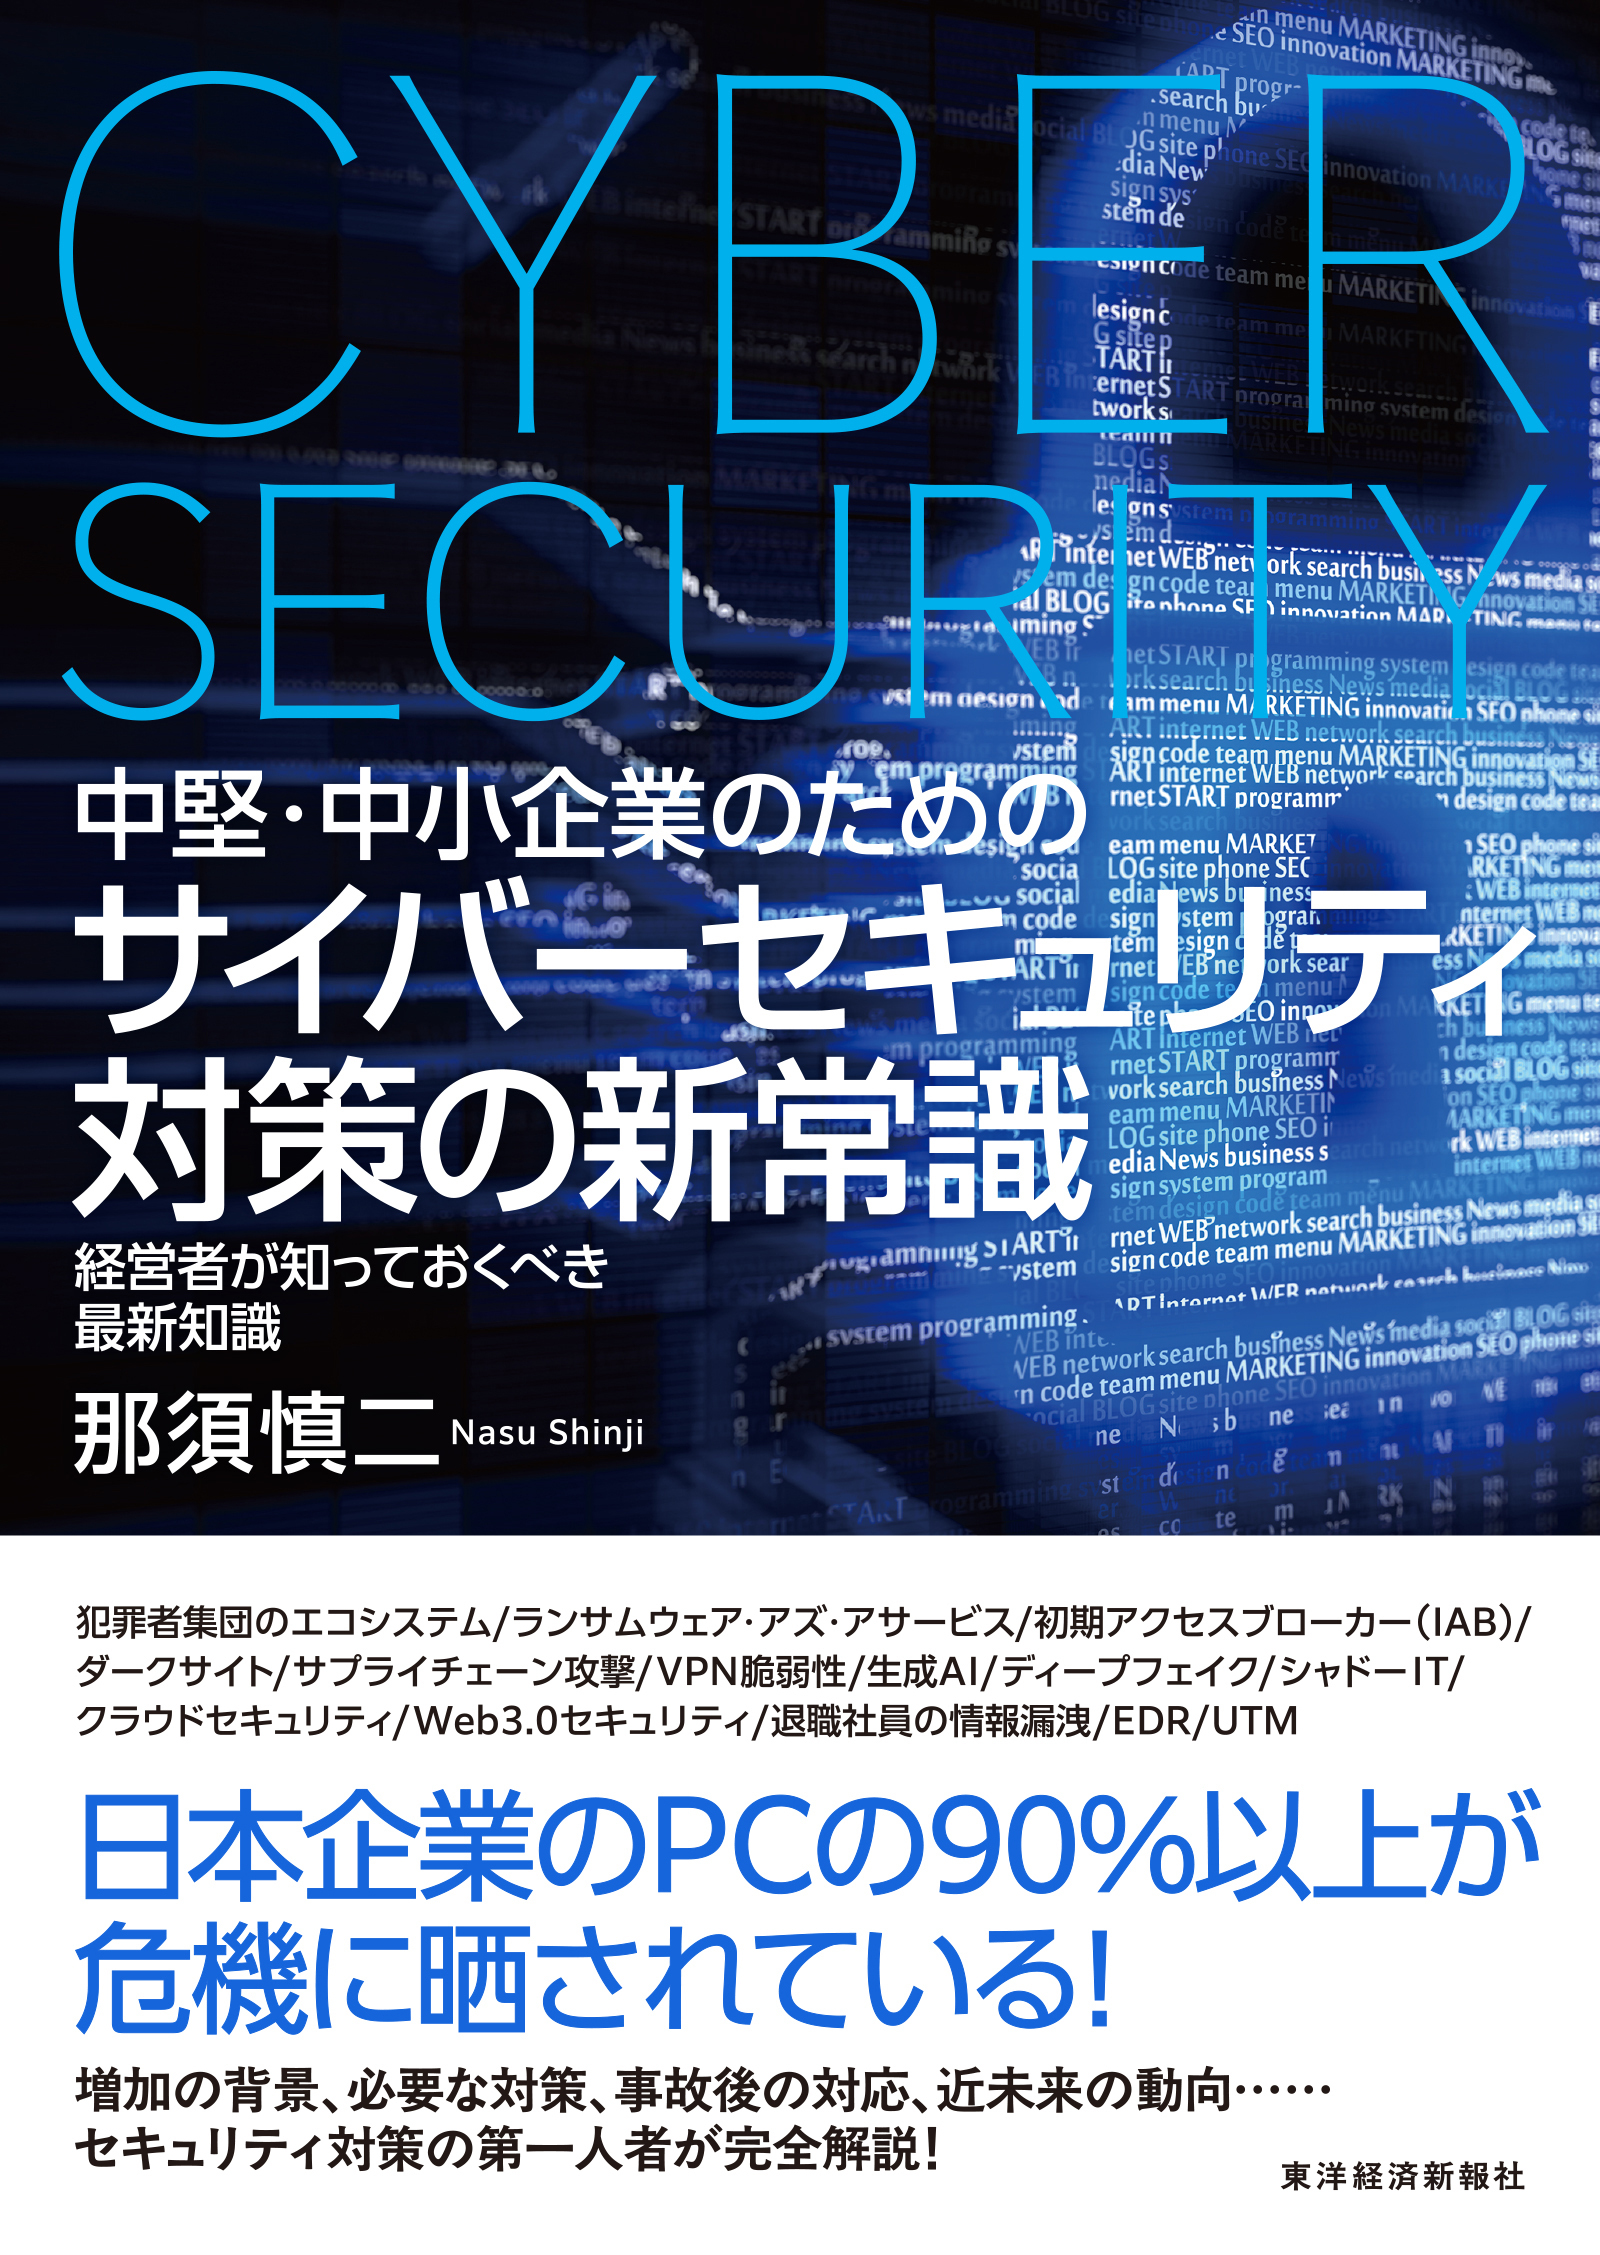 CYBER
SECURITY
中堅・中小企業のための
サイバーセキュリティ
対策の新常識
経営者が知っておくべき
最新知識
那須慎二 Nasu Shinji
犯罪者集団のエコシステム/ランサムウェア・アズ・アサービス/初期アクセスブローカー(IAB)/
ダークサイト/サプライチェーン攻撃/VPN脆弱性/生成AI/ディープフェイク/シャドーIT/
クラウドセキュリティ/Web3.0セキュリティ/退職社員の情報漏洩/EDR/UTM
日本企業のPCの90%以上が
危機に晒されている!
増加の背景、必要な対策、事故後の対応、近未来の動向……
セキュリティ対策の第一人者が完全解説!
東洋経済新報社